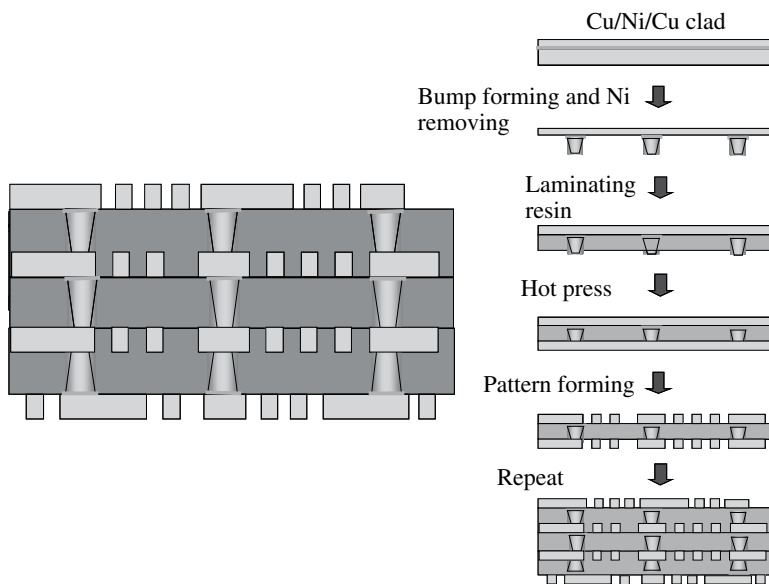 Cu/Ni/Cu clad
Bump forming and Ni
removing
Laminating
resin
Hot press
Pattern forming
Repeat